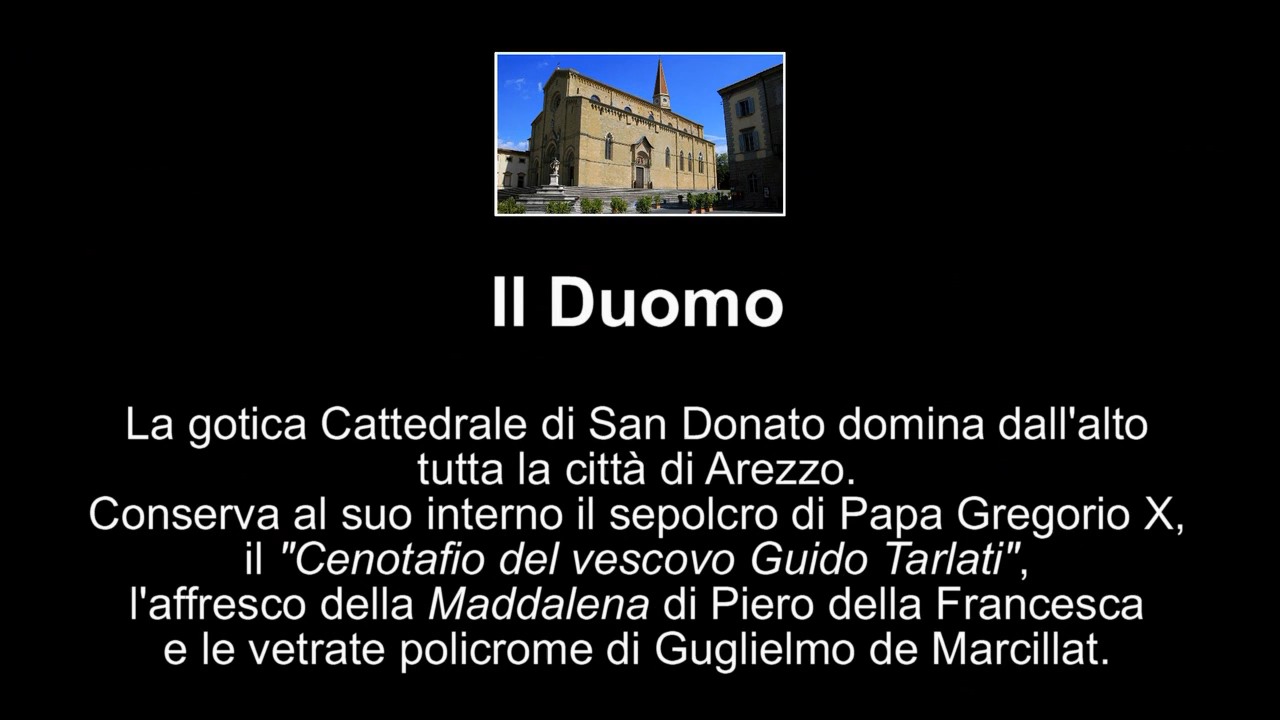 Il Duomo
La gotica Cattedrale di San Donato domina dall'alto
tutta la città di Arezzo.
Conserva al suo interno il sepolcro di Papa Gregorio X,
il "Cenotafio del vescovo Guido Tarlati",
l'affresco della Maddalena di Piero della Francesca
e le vetrate policrome di Guglielmo de Marcillat.